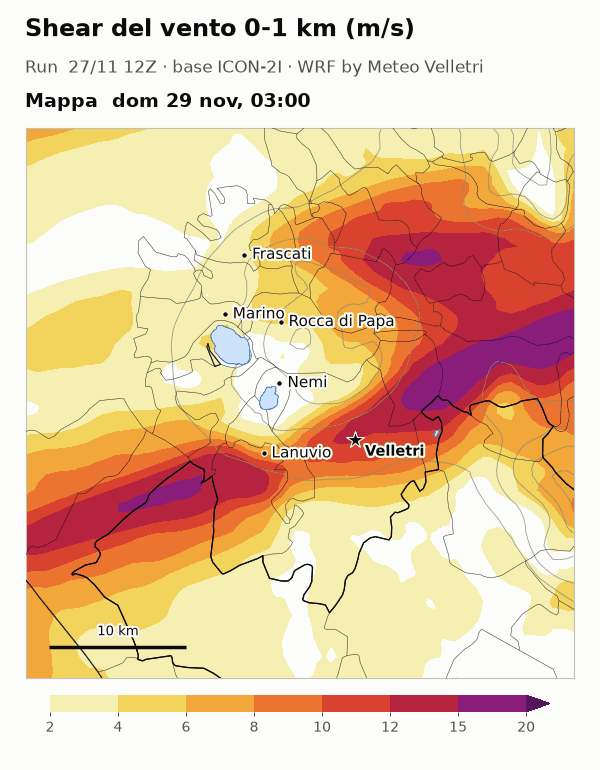 Shear del vento 0-1 km (m/s)
Run  27/11 12Z · base ICON-2I · WRF by Meteo Velletri
Mappa  dom 29 nov, 03:00
Frascati
Marino
Rocca di Papa
Nemi
Velletri
Lanuvio
10 km
2 4 6 8 10 12 15 20